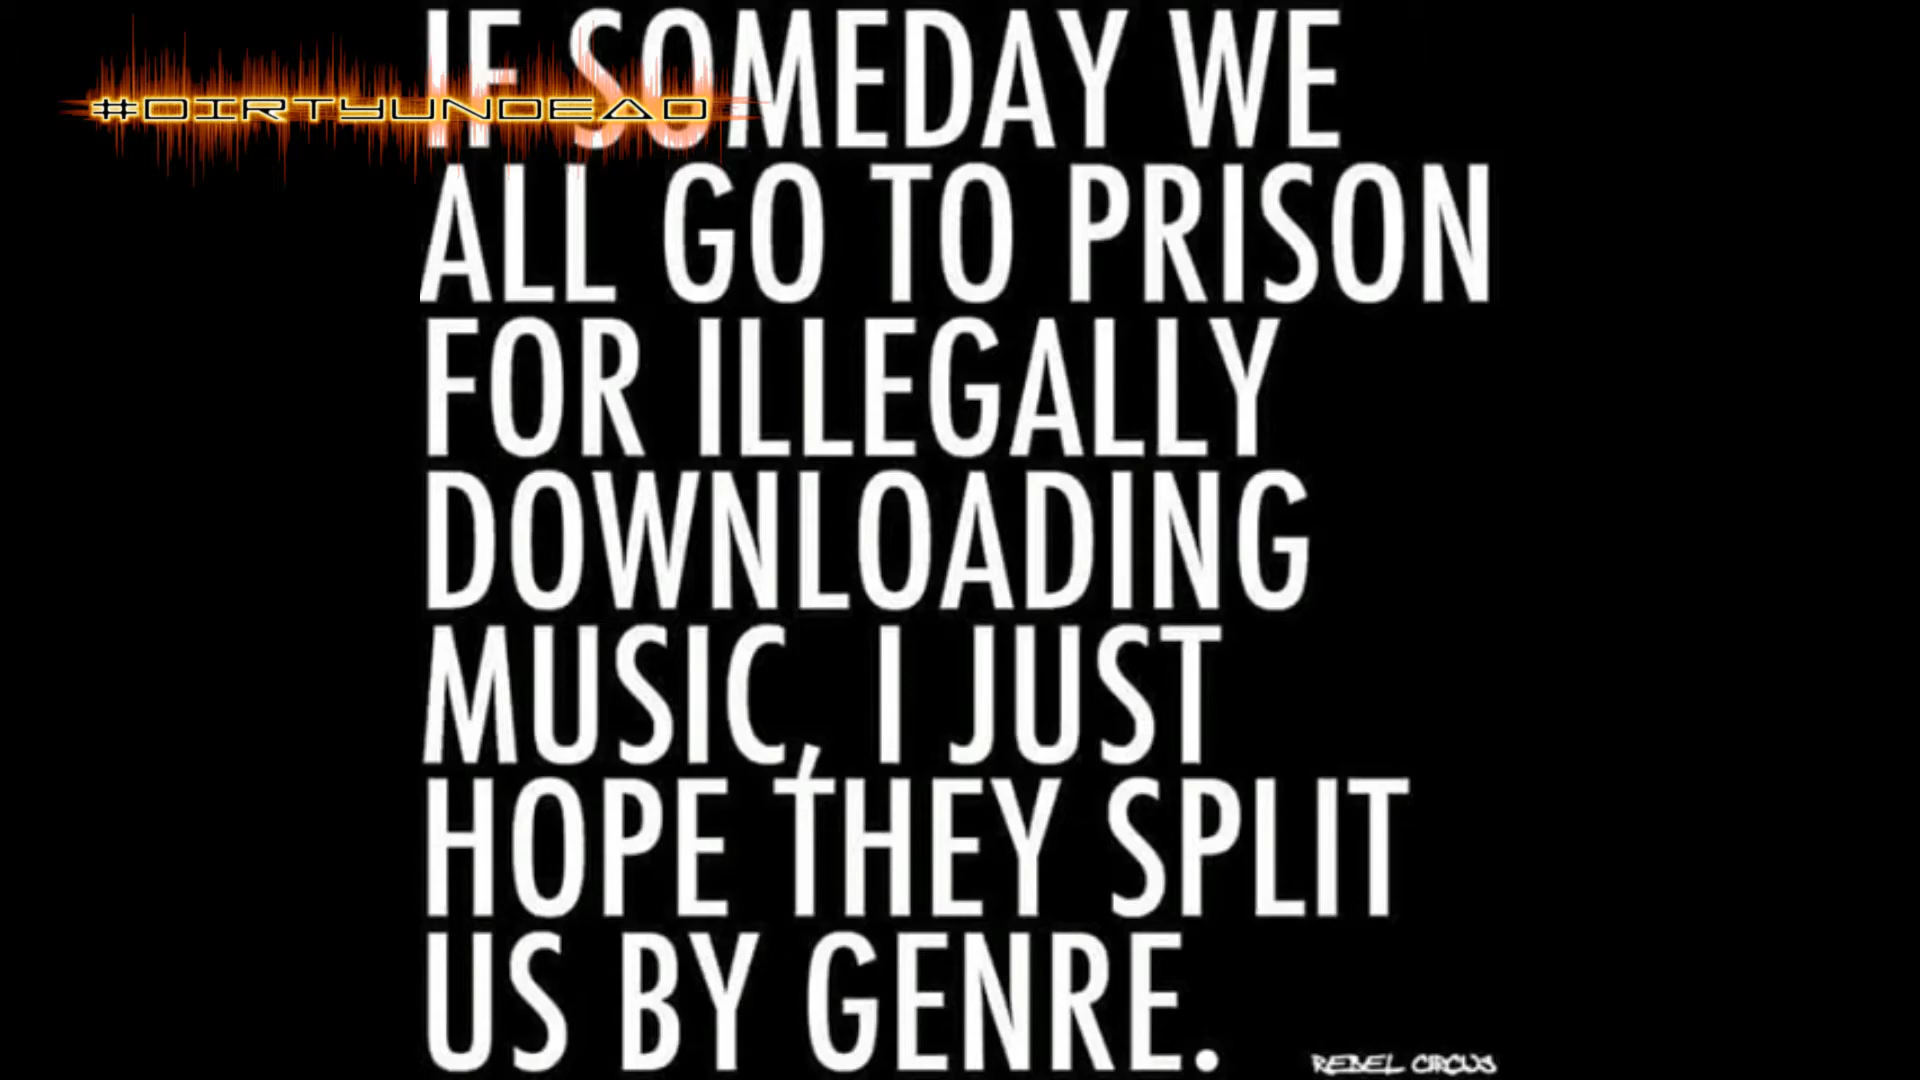 #DIRTYUNDEAD
IF SOMEDAY WE
ALL GO TO PRISON
FOR ILLEGALLY
DOWNLOADING
MUSIC, I JUST
HOPE THEY SPLIT
US BY GENRE.
REBEL CIRCUS